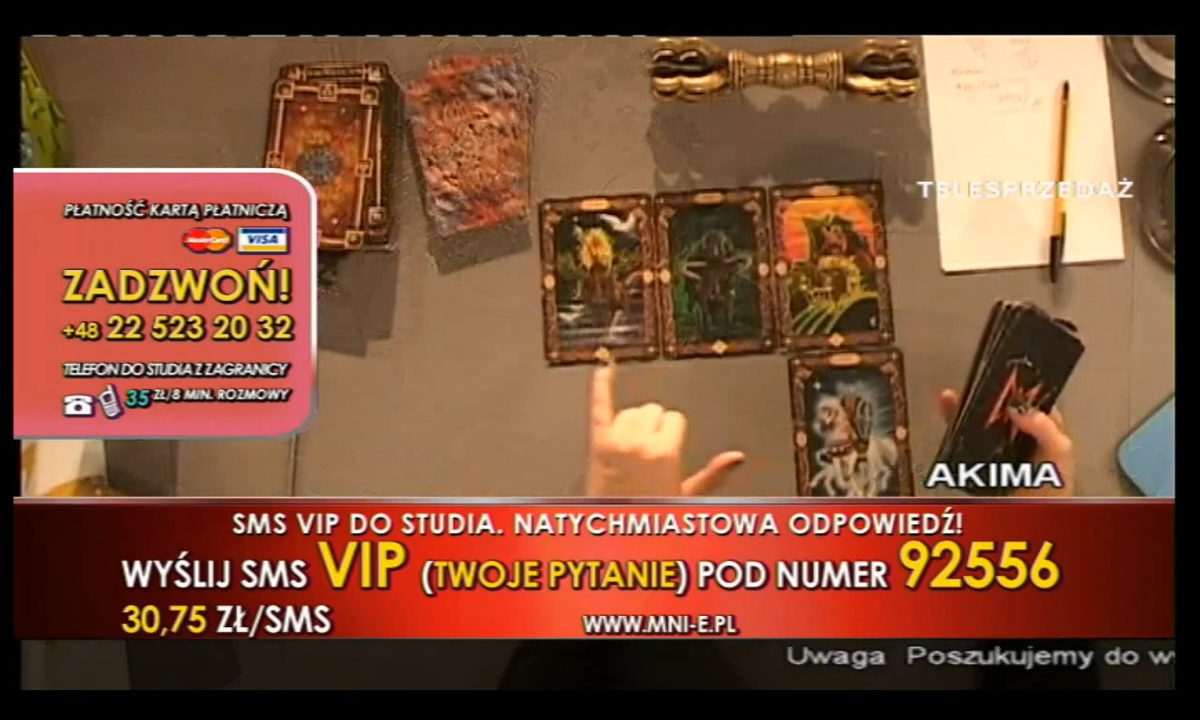 TELESPRZEDAŻ
PŁATNOŚĆ KARTĄ PŁATNICZĄ
MasterCard VISA
ZADZWOŃ!
+48 22 523 20 32
TELEFON DO STUDIA Z ZAGRANICY
35 ZŁ/8 MIN. ROZMOWY
AKIMA
SMS VIP DO STUDIA. NATYCHMIASTOWA ODPOWIEDŹ!
WYŚLIJ SMS VIP (TWOJE PYTANIE) POD NUMER 92556
30,75 ZŁ/SMS
WWW.MNI-E.PL
Uwaga Poszukujemy do